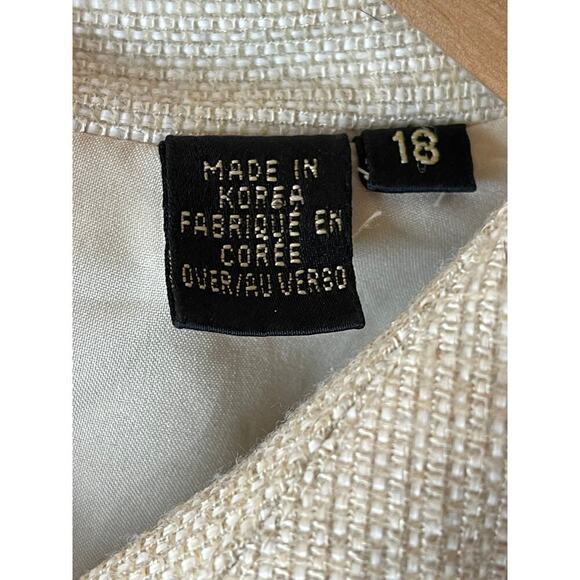 MADE IN
KOREA
FABRIQUÉ EN
CORÉE
OVER/AU VERSO
18